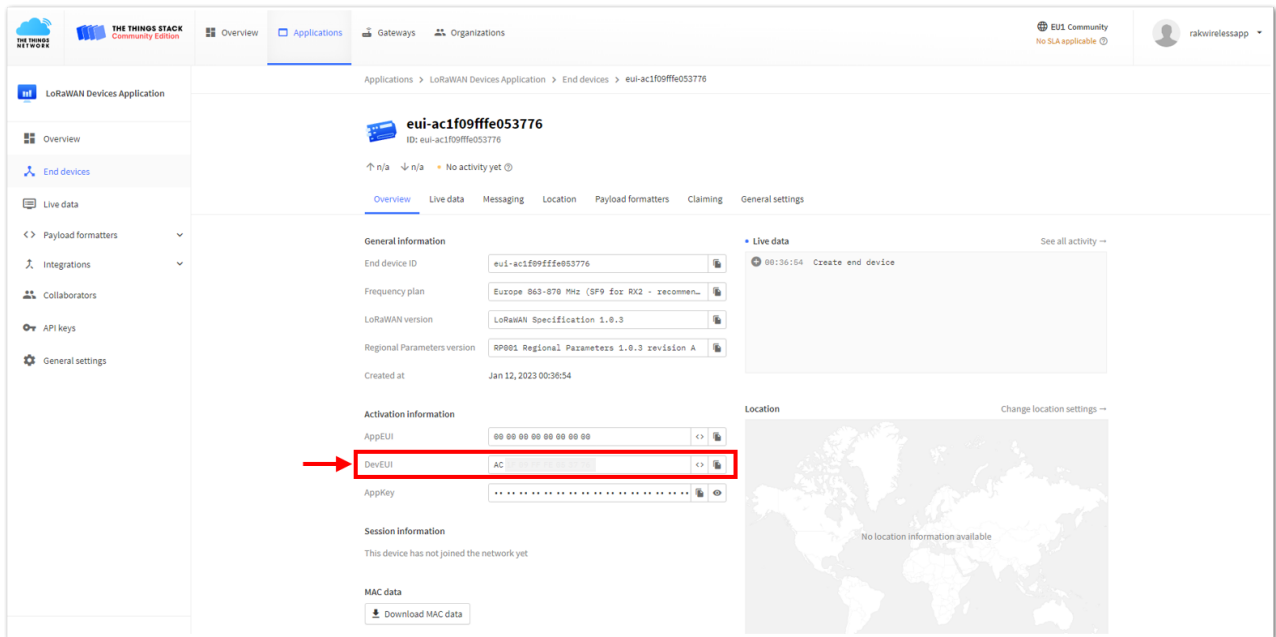 THE THINGS NETWORK
THE THINGS STACK
Community Edition
Overview
Applications
Gateways
Organizations
EU1 Community
No SLA applicable
rakwirelessapp
LoRaWAN Devices Application
Overview
End devices
Live data
Payload formatters
Integrations
Collaborators
API keys
General settings
Applications > LoRaWAN Devices Application > End devices > eui-ac1f09fffe053776
eui-ac1f09fffe053776
ID: eui-ac1f09fffe053776
↑ n/a ↓ n/a • No activity yet
Overview Live data Messaging Location Payload formatters Claiming General settings
General information
End device ID eui-ac1f09fffe053776
Frequency plan Europe 863-870 MHz (SF9 for RX2 - recommen…
LoRaWAN version LoRaWAN Specification 1.0.3
Regional Parameters version RP001 Regional Parameters 1.0.3 revision A
Created at Jan 12, 2023 00:36:54
Activation information
AppEUI 00 00 00 00 00 00 00 00
DevEUI AC
AppKey •• •• •• •• •• •• •• •• •• •• •• •• •• •• •• ••
Session information
This device has not joined the network yet
MAC data
Download MAC data
• Live data
See all activity →
00:36:54 Create end device
Location
Change location settings →
No location information available